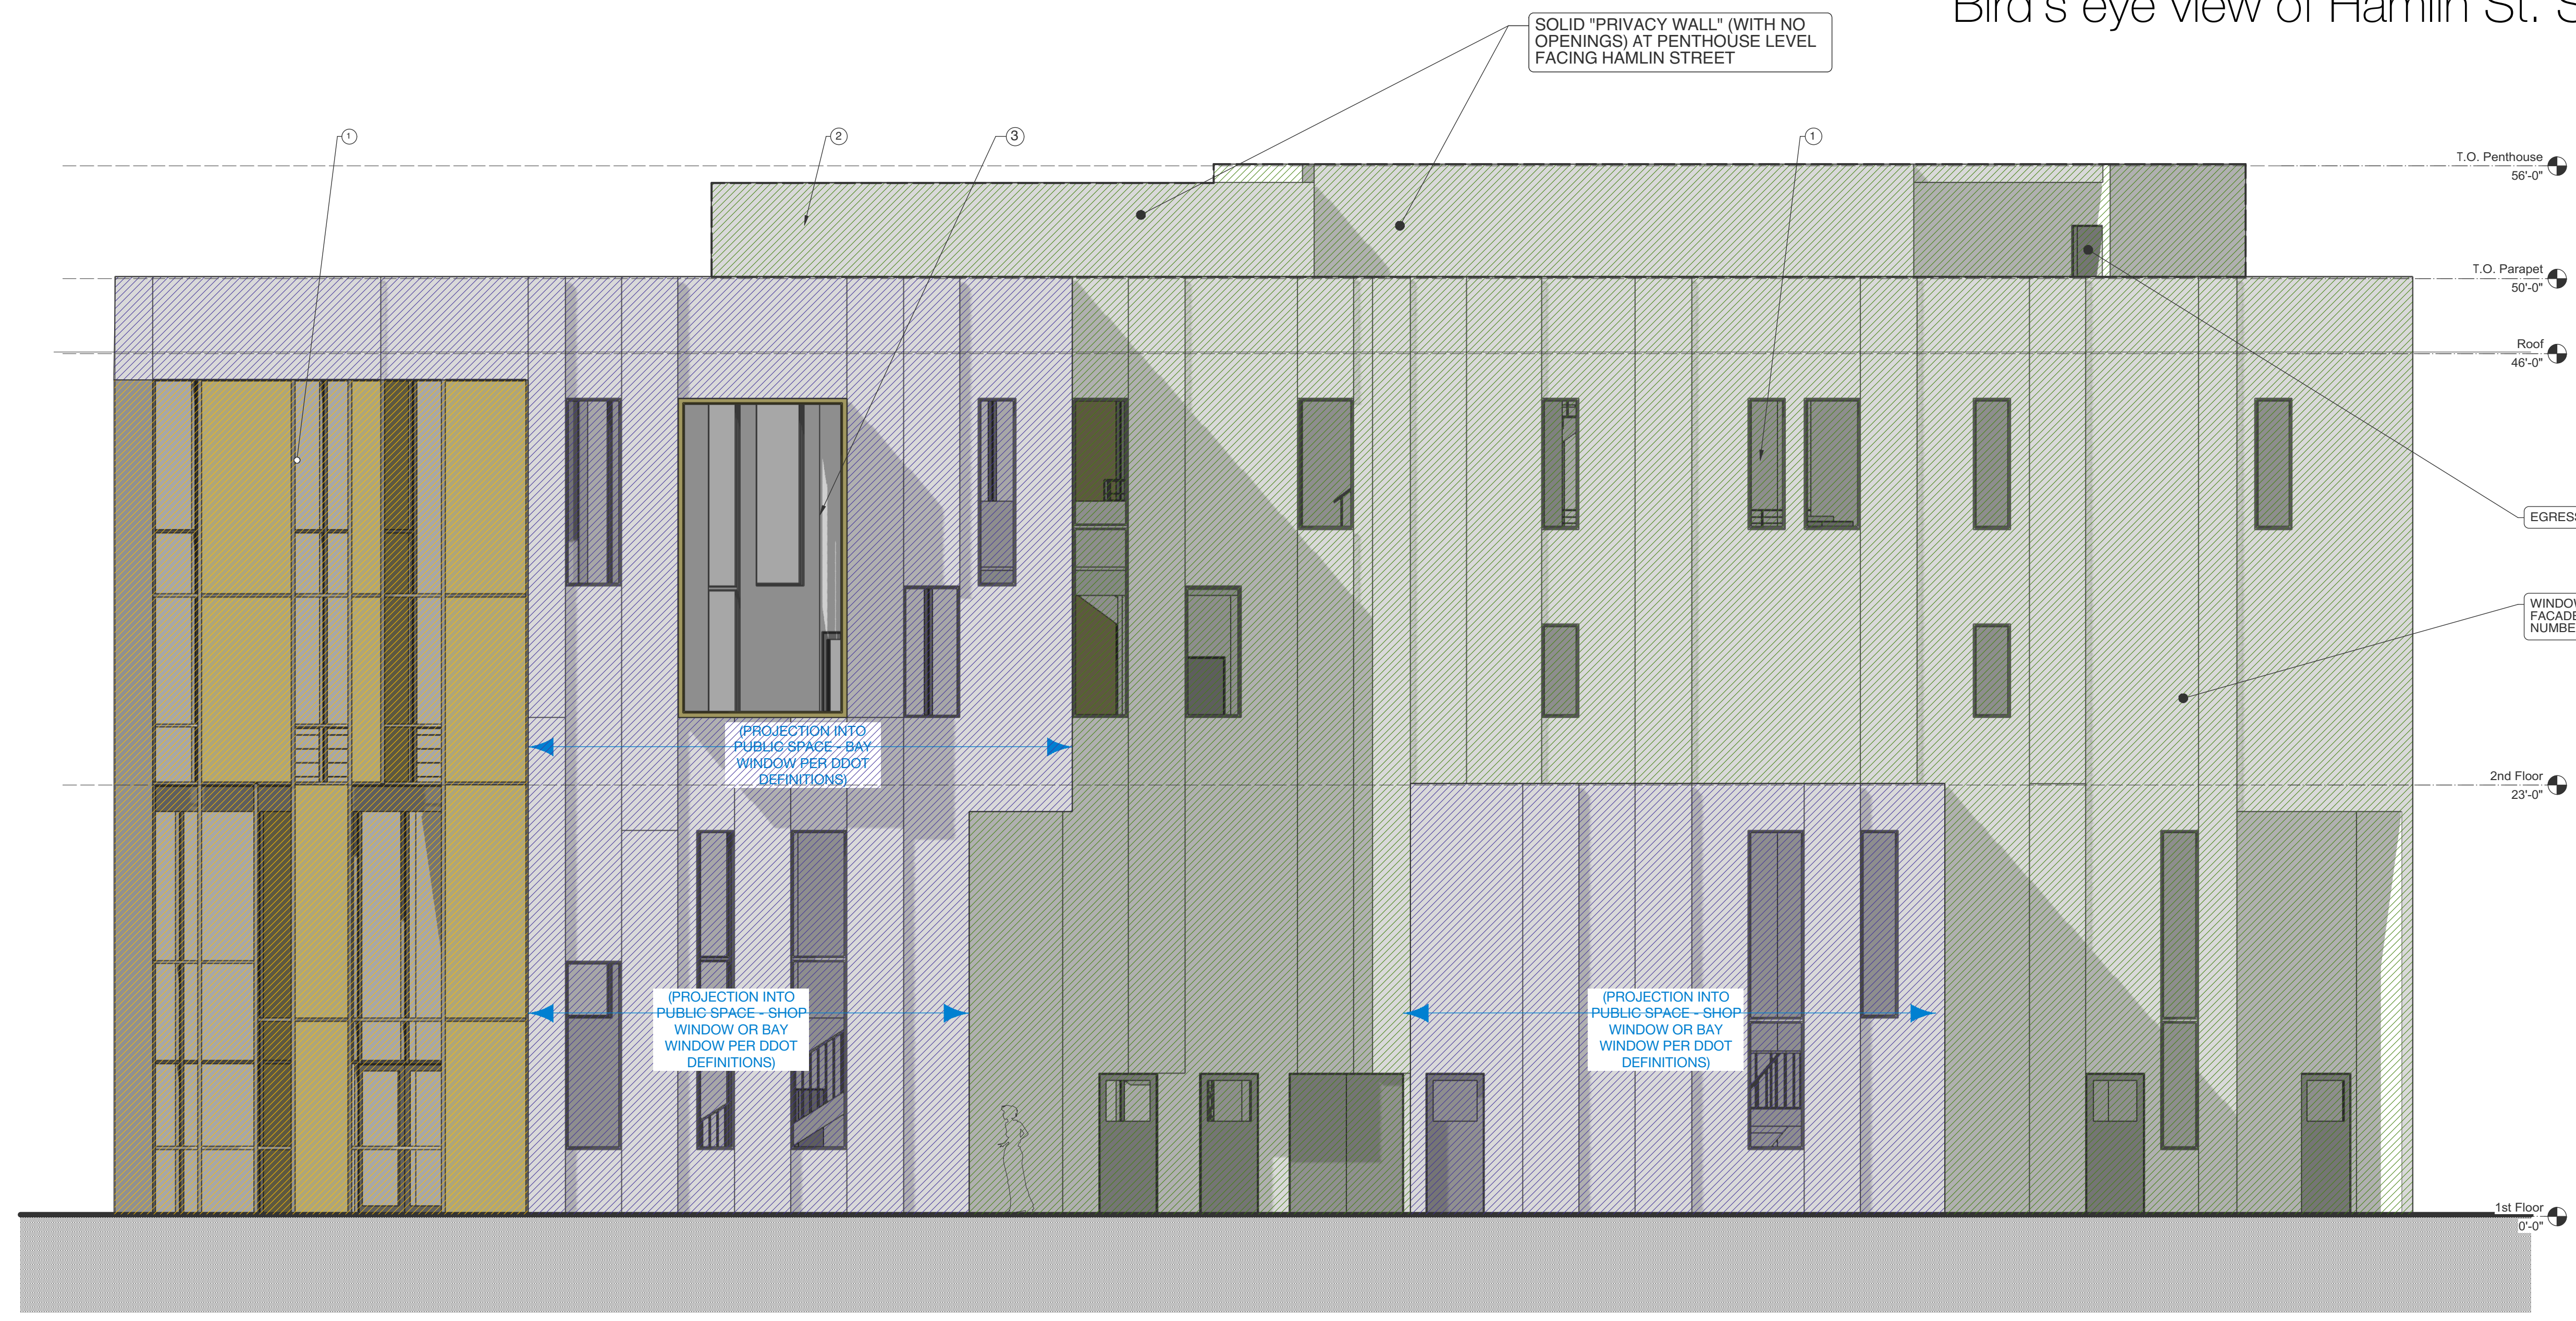 Bird's eye view of Hamlin St. S
SOLID "PRIVACY WALL" (WITH NO
OPENINGS) AT PENTHOUSE LEVEL
FACING HAMLIN STREET
1
2
3
1
T.O. Penthouse
56'-0"
T.O. Parapet
50'-0"
Roof
46'-0"
EGRESS
WINDOW
FACADE
NUMBE
(PROJECTION INTO
PUBLIC SPACE - BAY
WINDOW PER DDOT
DEFINITIONS)
2nd Floor
23'-0"
(PROJECTION INTO
PUBLIC SPACE - SHOP
WINDOW OR BAY
WINDOW PER DDOT
DEFINITIONS)
(PROJECTION INTO
PUBLIC SPACE - SHOP
WINDOW OR BAY
WINDOW PER DDOT
DEFINITIONS)
1st Floor
0'-0"